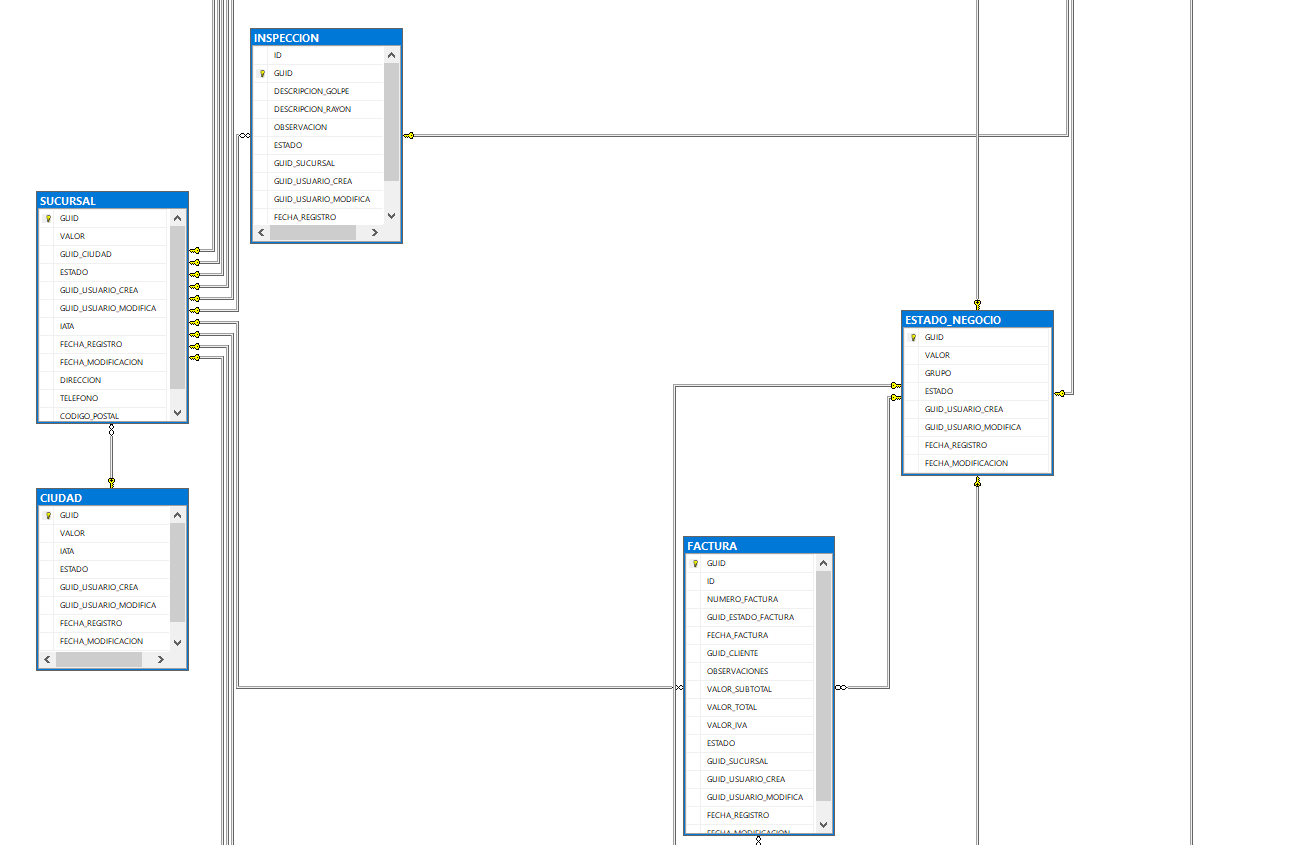 INSPECCION
ID
GUID
DESCRIPCION_GOLPE
DESCRIPCION_RAYON
OBSERVACION
ESTADO
GUID_SUCURSAL
GUID_USUARIO_CREA
GUID_USUARIO_MODIFICA
FECHA_REGISTRO
SUCURSAL
GUID
VALOR
GUID_CIUDAD
ESTADO
GUID_USUARIO_CREA
GUID_USUARIO_MODIFICA
IATA
FECHA_REGISTRO
FECHA_MODIFICACION
DIRECCION
TELEFONO
CODIGO_POSTAL
ESTADO_NEGOCIO
GUID
VALOR
GRUPO
ESTADO
GUID_USUARIO_CREA
GUID_USUARIO_MODIFICA
FECHA_REGISTRO
FECHA_MODIFICACION
CIUDAD
GUID
VALOR
IATA
ESTADO
GUID_USUARIO_CREA
GUID_USUARIO_MODIFICA
FECHA_REGISTRO
FECHA_MODIFICACION
FACTURA
GUID
ID
NUMERO_FACTURA
GUID_ESTADO_FACTURA
FECHA_FACTURA
GUID_CLIENTE
OBSERVACIONES
VALOR_SUBTOTAL
VALOR_TOTAL
VALOR_IVA
ESTADO
GUID_SUCURSAL
GUID_USUARIO_CREA
GUID_USUARIO_MODIFICA
FECHA_REGISTRO
FECHA_MODIFICACION